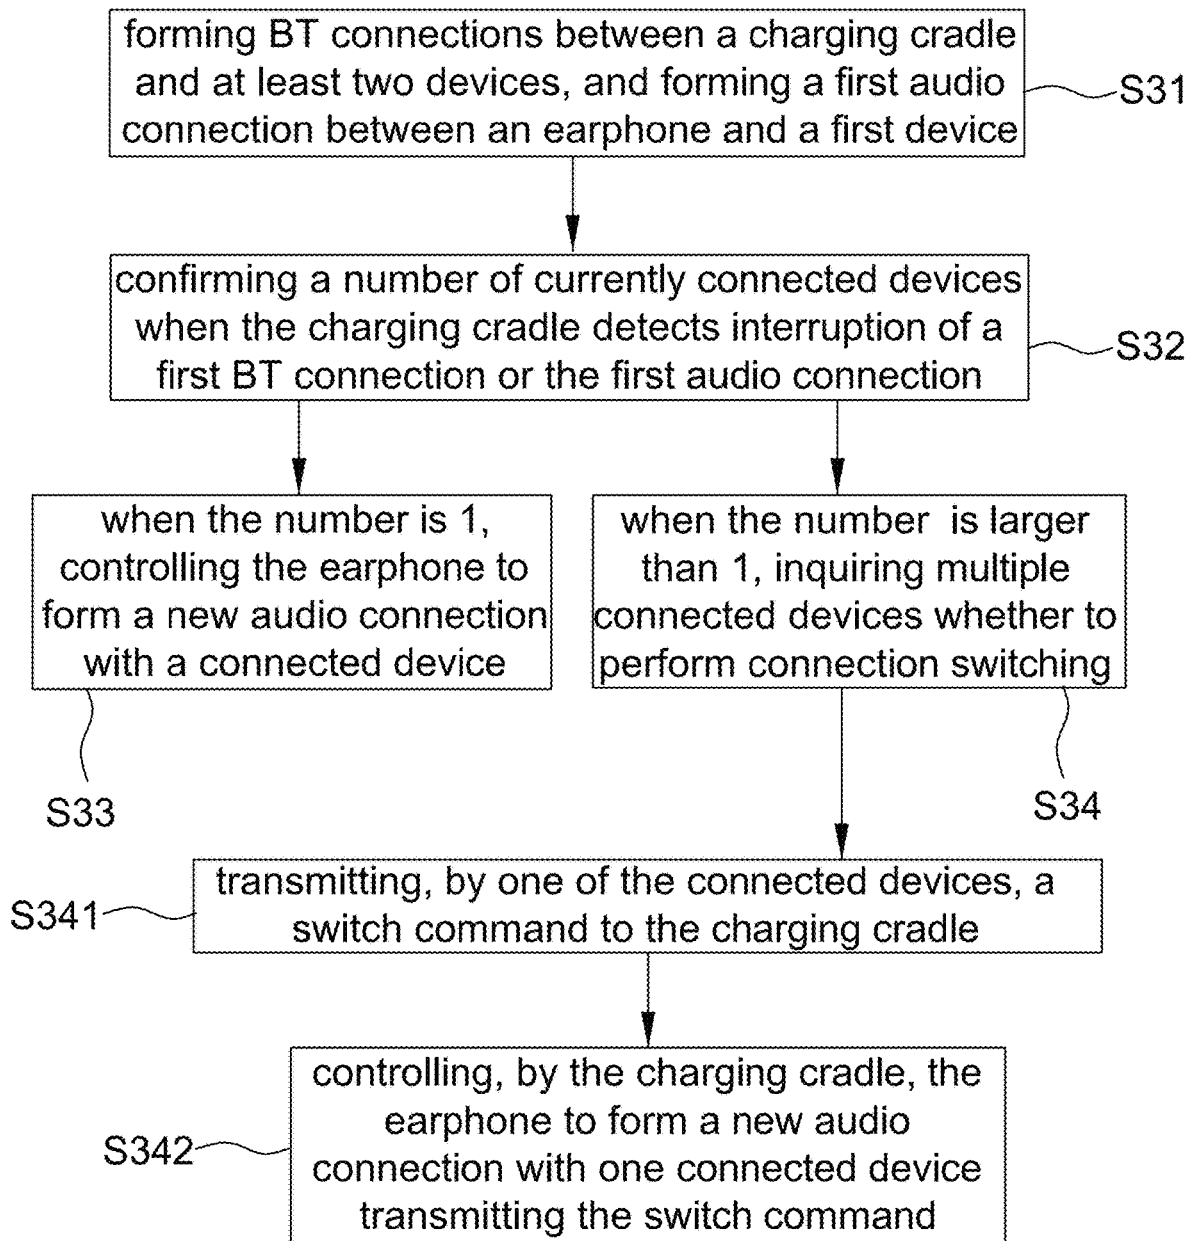 forming BT connections between a charging cradle
and at least two devices, and forming a first audio
connection between an earphone and a first device
S31
confirming a number of currently connected devices
when the charging cradle detects interruption of a
first BT connection or the first audio connection
S32
when the number is 1,
controlling the earphone to
form a new audio connection
with a connected device
S33
when the number is larger
than 1, inquiring multiple
connected devices whether to
perform connection switching
S34
transmitting, by one of the connected devices, a
switch command to the charging cradle
S341
controlling, by the charging cradle, the
earphone to form a new audio
connection with one connected device
transmitting the switch command
S342